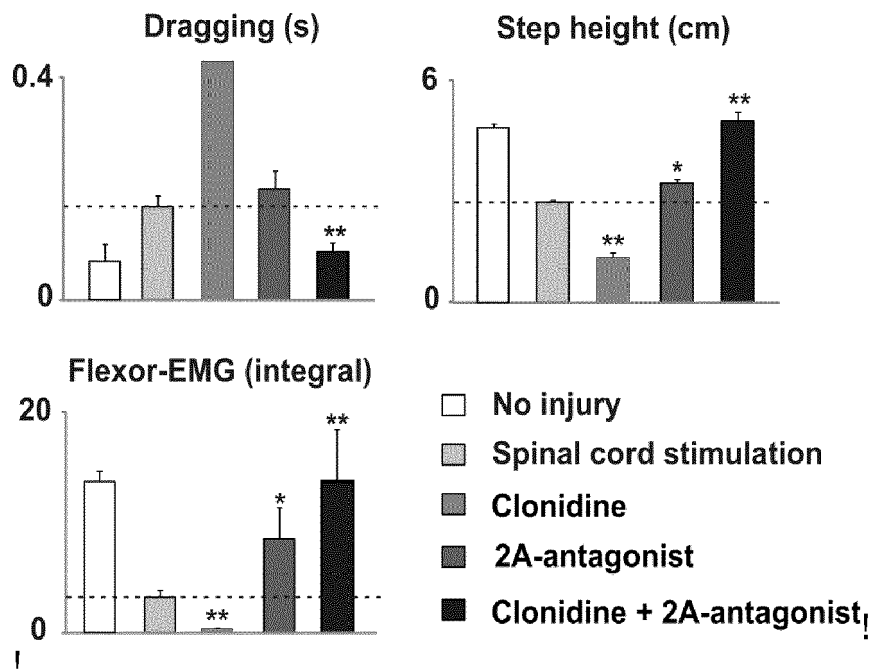 Dragging (s)
0.4
0
**
Step height (cm)
6
0
**
*
**
Flexor-EMG (integral)
20
0
**
*
**
No injury
Spinal cord stimulation
Clonidine
2A-antagonist
Clonidine + 2A-antagonist!
!